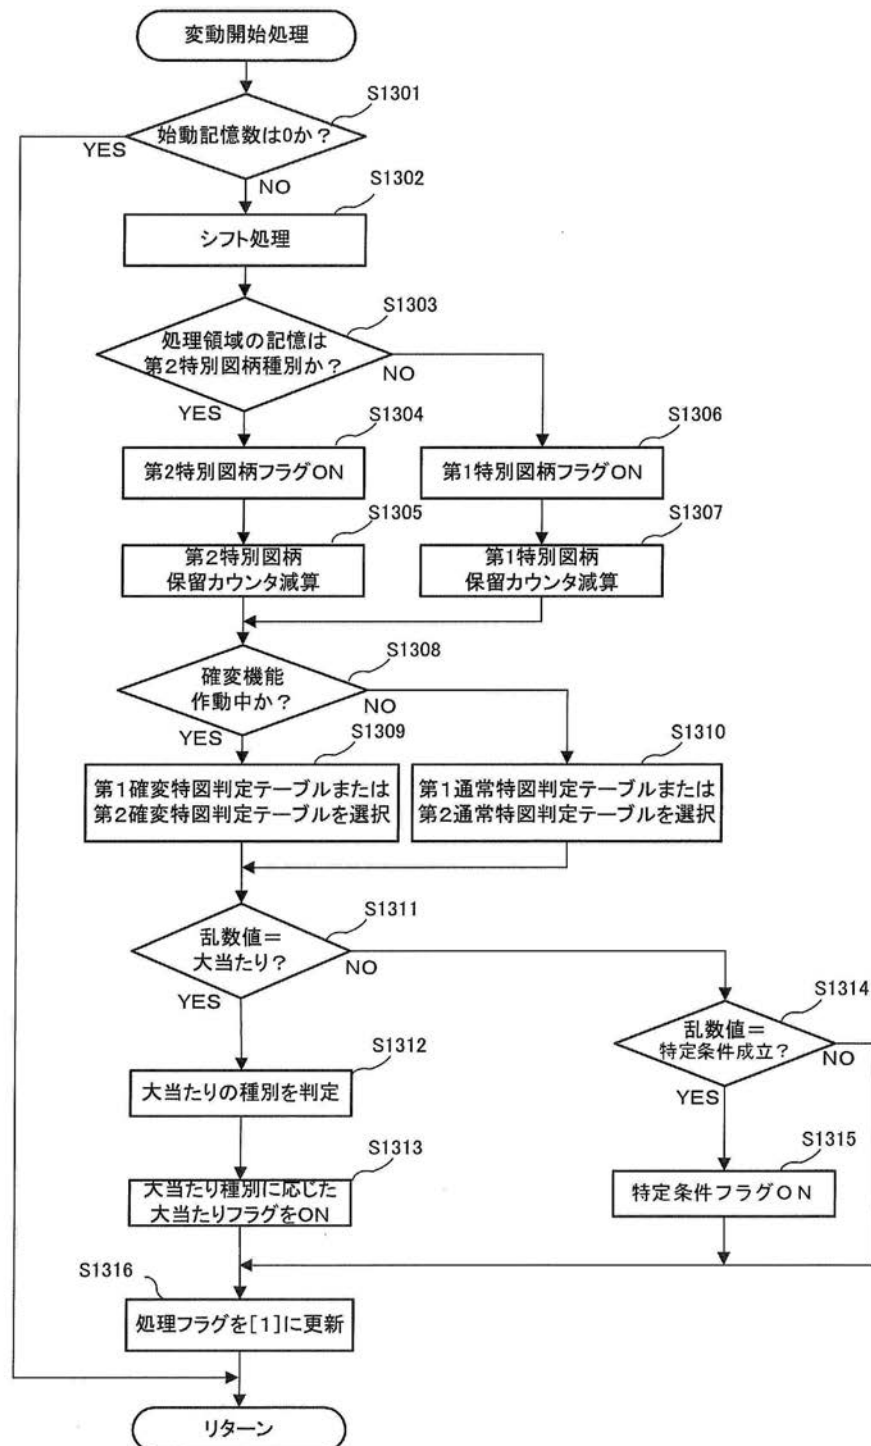 変動開始処理
S1301
始動記憶数は0か?
YES
NO
S1302
シフト処理
S1303
処理領域の記憶は
第2特別図柄種別か?
NO
YES
S1304
S1306
第2特別図柄フラグON
第1特別図柄フラグON
S1305
S1307
第2特別図柄
保留カウンタ減算
第1特別図柄
保留カウンタ減算
S1308
確変機能
作動中か?
NO
YES
S1309
S1310
第1確変特図判定テーブルまたは
第2確変特図判定テーブルを選択
第1通常特図判定テーブルまたは
第2通常特図判定テーブルを選択
S1311
乱数値=
大当たり?
NO
YES
S1314
乱数値=
特定条件成立?
NO
YES
S1312
大当たりの種別を判定
S1313
大当たり種別に応じた
大当たりフラグをON
S1315
特定条件フラグON
S1316
処理フラグを[1]に更新
リターン